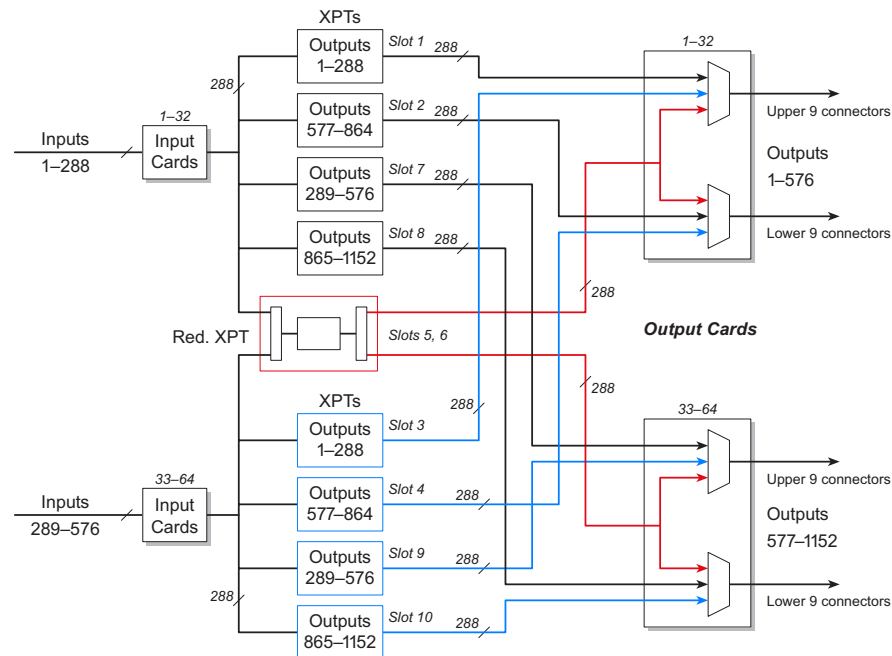 XPTs
Outputs
1–288
Slot 1
288
288
Outputs
577–864
Slot 2
288
1–32
Input
Cards
Inputs
1–288
Outputs
289–576
Slot 7
288
Outputs
865–1152
Slot 8
288
1–32
Upper 9 connectors
Outputs
1–576
Lower 9 connectors
288
Red. XPT
Slots 5, 6
Output Cards
288
XPTs
Outputs
1–288
Slot 3
288
33–64
Input
Cards
Inputs
289–576
Outputs
577–864
Slot 4
288
Outputs
289–576
Slot 9
288
288
Outputs
865–1152
Slot 10
288
33–64
Upper 9 connectors
Outputs
577–1152
Lower 9 connectors